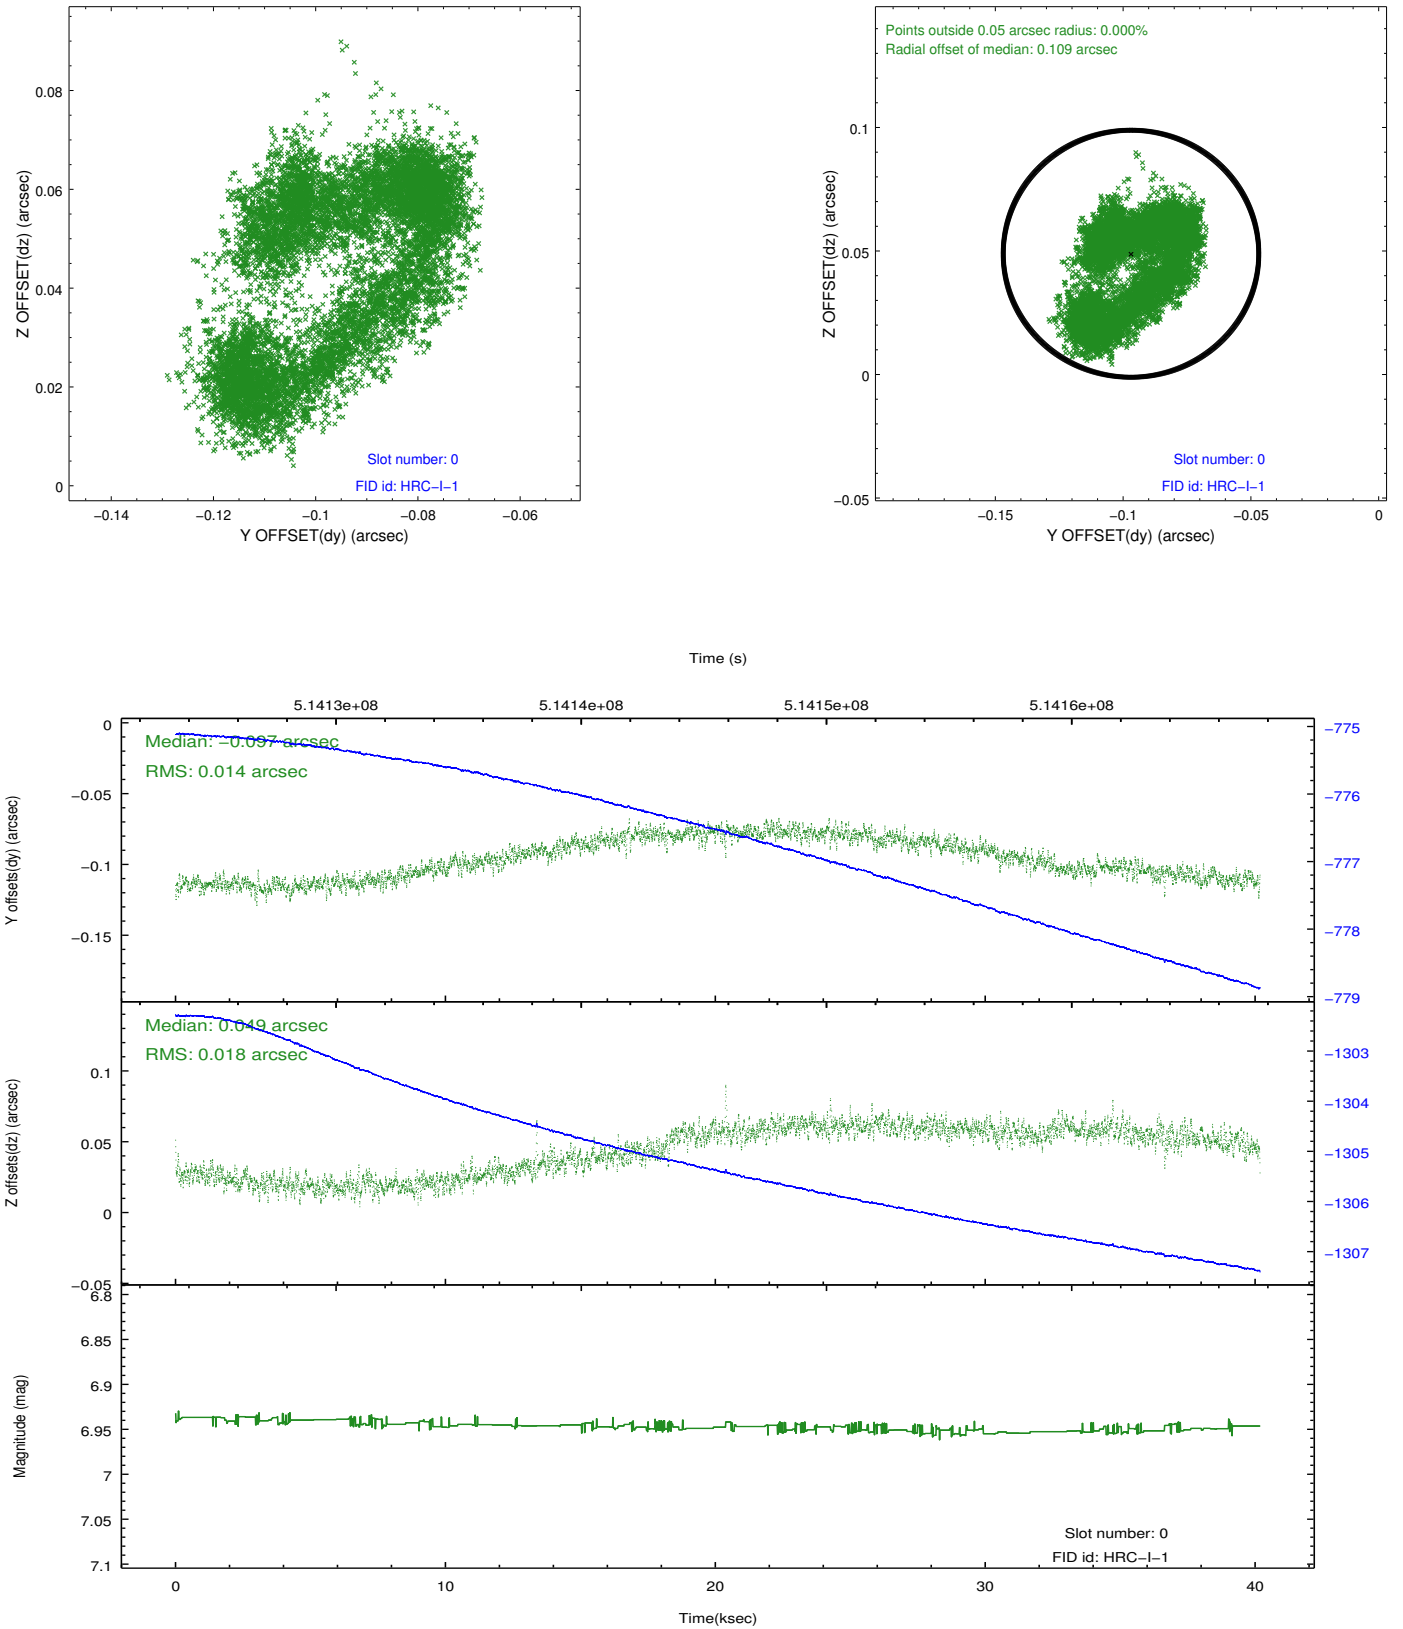 0.08
0.06
0.04
0.02
0
Z OFFSET(dz) (arcsec)
Slot number: 0
FID id: HRC−I−1
−0.14 −0.12 −0.1 −0.08 −0.06
Y OFFSET(dy) (arcsec)
Points outside 0.05 arcsec radius: 0.000%
Radial offset of median: 0.109 arcsec
0.1
0.05
0
−0.05
Z OFFSET(dz) (arcsec)
Slot number: 0
FID id: HRC−I−1
−0.15 −0.1 −0.05 0
Y OFFSET(dy) (arcsec)
Time (s)
5.1413e+08 5.1414e+08 5.1415e+08 5.1416e+08
0
−0.05
−0.1
−0.15
Y offsets(dy) (arcsec)
Median: −0.097 arcsec
RMS: 0.014 arcsec
−775
−776
−777
−778
−779
0.1
0.05
0
−0.05
Z offsets(dz) (arcsec)
Median: 0.049 arcsec
RMS: 0.018 arcsec
−1303
−1304
−1305
−1306
−1307
6.8
6.85
6.9
6.95
7
7.05
7.1
Magnitude (mag)
Slot number: 0
FID id: HRC−I−1
0 10 20 30 40
Time(ksec)